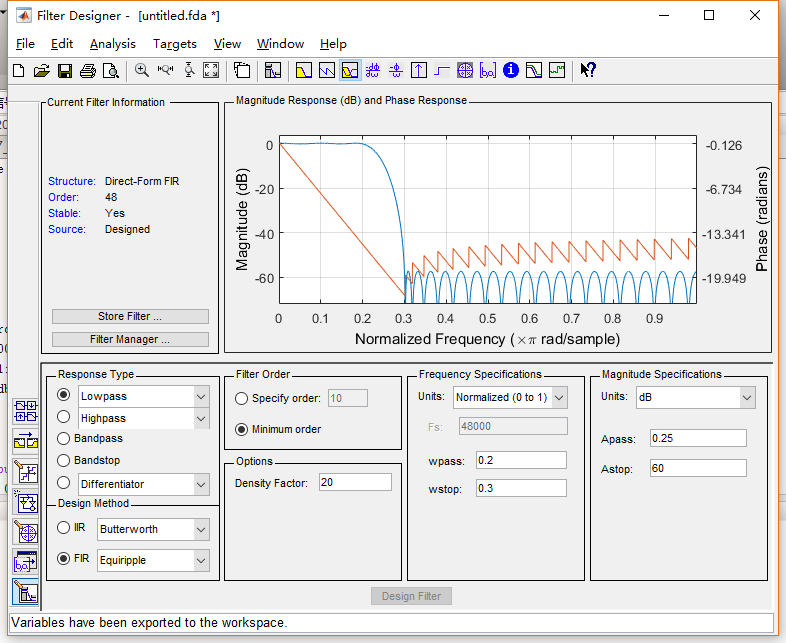 Filter Designer - [untitled.fda *]
File Edit Analysis Targets View Window Help
Current Filter Information
Structure: Direct-Form FIR
Order: 48
Stable: Yes
Source: Designed
Store Filter ...
Filter Manager ...
Magnitude Response (dB) and Phase Response
Magnitude (dB)
0
-20
-40
-60
0 0.1 0.2 0.3 0.4 0.5 0.6 0.7 0.8 0.9
Normalized Frequency (×π rad/sample)
-0.126
-6.734
-13.341
-19.949
Phase (radians)
Response Type
Lowpass
Highpass
Bandpass
Bandstop
Differentiator
Design Method
IIR Butterworth
FIR Equiripple
Filter Order
Specify order: 10
Minimum order
Options
Density Factor: 20
Frequency Specifications
Units: Normalized (0 to 1)
Fs: 48000
wpass: 0.2
wstop: 0.3
Magnitude Specifications
Units: dB
Apass: 0.25
Astop: 60
Design Filter
Variables have been exported to the workspace.